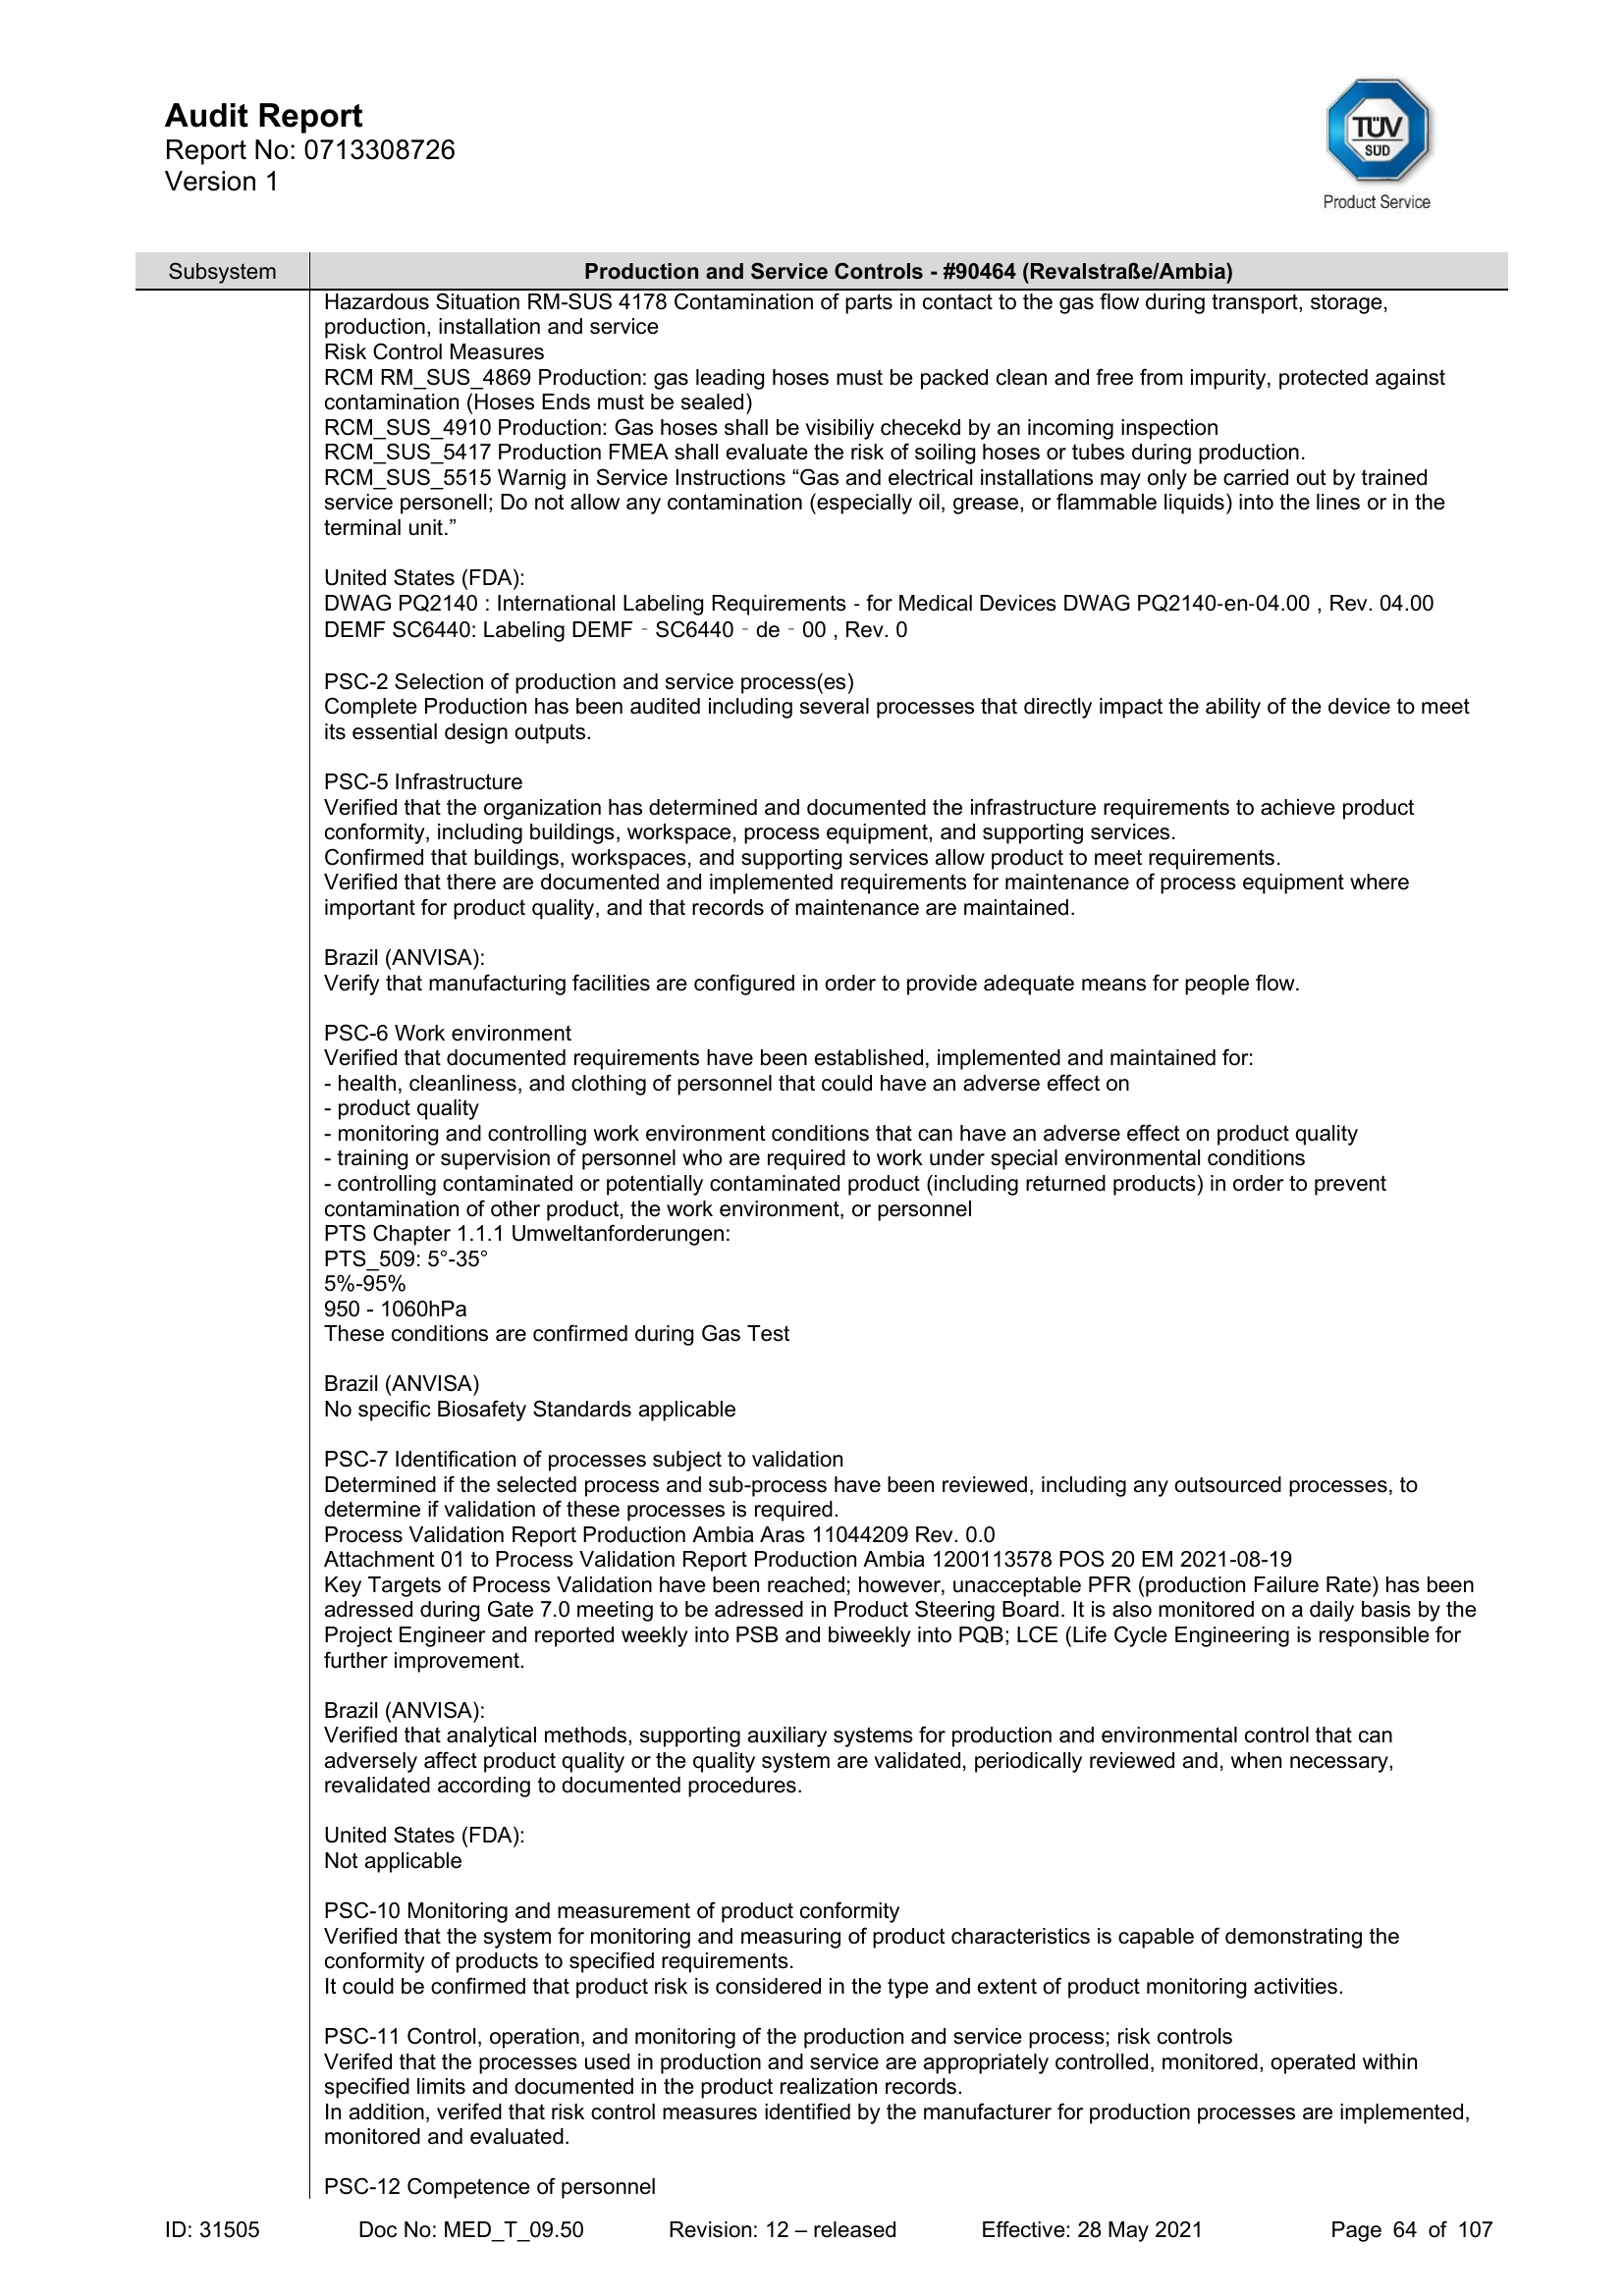 Audit Report
Report No: 0713308726
Version 1
TÜV
SÜD
Product Service
Subsystem
Production and Service Controls - #90464 (Revalstraße/Ambia)
Hazardous Situation RM-SUS 4178 Contamination of parts in contact to the gas flow during transport, storage,
production, installation and service
Risk Control Measures
RCM RM_SUS_4869 Production: gas leading hoses must be packed clean and free from impurity, protected against
contamination (Hoses Ends must be sealed)
RCM_SUS_4910 Production: Gas hoses shall be visibiliy checekd by an incoming inspection
RCM_SUS_5417 Production FMEA shall evaluate the risk of soiling hoses or tubes during production.
RCM_SUS_5515 Warnig in Service Instructions “Gas and electrical installations may only be carried out by trained
service personell; Do not allow any contamination (especially oil, grease, or flammable liquids) into the lines or in the
terminal unit.”
United States (FDA):
DWAG PQ2140 : International Labeling Requirements - for Medical Devices DWAG PQ2140-en-04.00 , Rev. 04.00
DEMF SC6440: Labeling DEMF - SC6440 - de - 00 , Rev. 0
PSC-2 Selection of production and service process(es)
Complete Production has been audited including several processes that directly impact the ability of the device to meet
its essential design outputs.
PSC-5 Infrastructure
Verified that the organization has determined and documented the infrastructure requirements to achieve product
conformity, including buildings, workspace, process equipment, and supporting services.
Confirmed that buildings, workspaces, and supporting services allow product to meet requirements.
Verified that there are documented and implemented requirements for maintenance of process equipment where
important for product quality, and that records of maintenance are maintained.
Brazil (ANVISA):
Verify that manufacturing facilities are configured in order to provide adequate means for people flow.
PSC-6 Work environment
Verified that documented requirements have been established, implemented and maintained for:
- health, cleanliness, and clothing of personnel that could have an adverse effect on
- product quality
- monitoring and controlling work environment conditions that can have an adverse effect on product quality
- training or supervision of personnel who are required to work under special environmental conditions
- controlling contaminated or potentially contaminated product (including returned products) in order to prevent
contamination of other product, the work environment, or personnel
PTS Chapter 1.1.1 Umweltanforderungen:
PTS_509: 5°-35°
5%-95%
950 - 1060hPa
These conditions are confirmed during Gas Test
Brazil (ANVISA)
No specific Biosafety Standards applicable
PSC-7 Identification of processes subject to validation
Determined if the selected process and sub-process have been reviewed, including any outsourced processes, to
determine if validation of these processes is required.
Process Validation Report Production Ambia Aras 11044209 Rev. 0.0
Attachment 01 to Process Validation Report Production Ambia 1200113578 POS 20 EM 2021-08-19
Key Targets of Process Validation have been reached; however, unacceptable PFR (production Failure Rate) has been
adressed during Gate 7.0 meeting to be adressed in Product Steering Board. It is also monitored on a daily basis by the
Project Engineer and reported weekly into PSB and biweekly into PQB; LCE (Life Cycle Engineering is responsible for
further improvement.
Brazil (ANVISA):
Verified that analytical methods, supporting auxiliary systems for production and environmental control that can
adversely affect product quality or the quality system are validated, periodically reviewed and, when necessary,
revalidated according to documented procedures.
United States (FDA):
Not applicable
PSC-10 Monitoring and measurement of product conformity
Verified that the system for monitoring and measuring of product characteristics is capable of demonstrating the
conformity of products to specified requirements.
It could be confirmed that product risk is considered in the type and extent of product monitoring activities.
PSC-11 Control, operation, and monitoring of the production and service process; risk controls
Verifed that the processes used in production and service are appropriately controlled, monitored, operated within
specified limits and documented in the product realization records.
In addition, verifed that risk control measures identified by the manufacturer for production processes are implemented,
monitored and evaluated.
PSC-12 Competence of personnel
ID: 31505 Doc No: MED_T_09.50 Revision: 12 – released Effective: 28 May 2021 Page 64 of 107